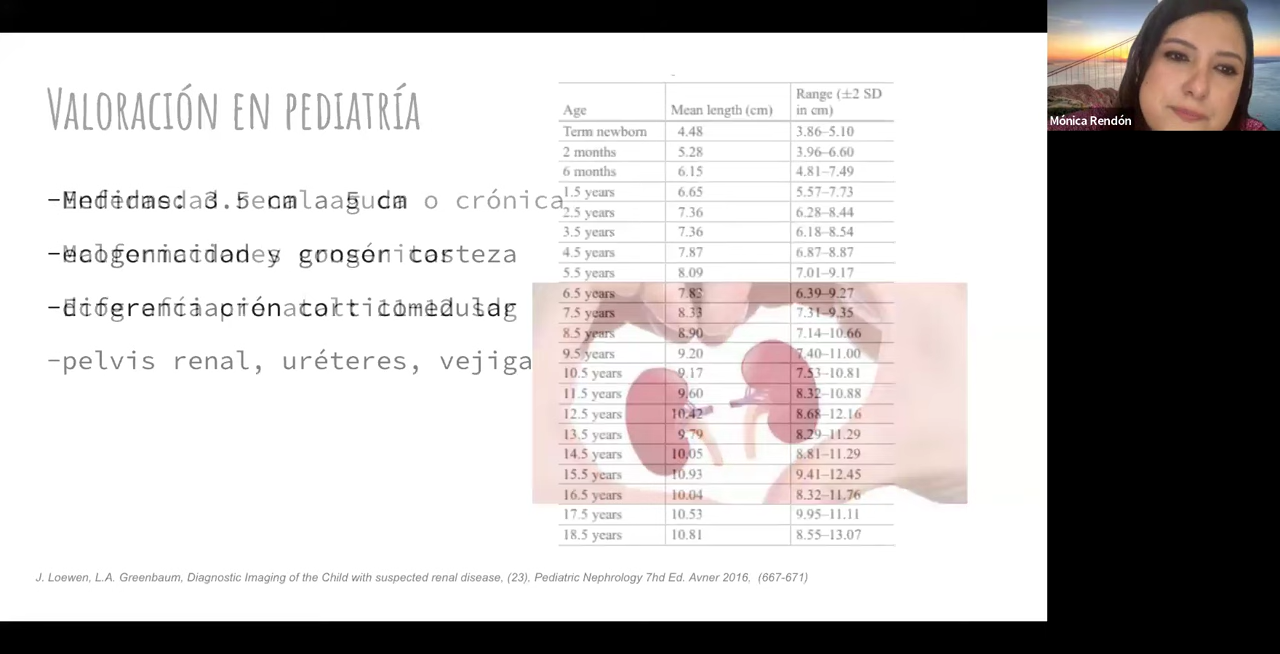 VALORACIÓN EN PEDIATRÍA
-Medidas: 3.5 cm a 5 cm
-Enfermedad renal aguda o crónica
-ecogenicidad y grosor corteza
-Malformaciones congénitas
-diferenciación corticomedular
-pelvis renal, uréteres, vejiga
Age Mean length (cm) Range (±2 SD in cm)
Term newborn 4.48 3.86–5.10
2 months 5.28 3.96–6.60
6 months 6.15 4.81–7.49
1.5 years 6.65 5.57–7.73
2.5 years 7.36 6.28–8.44
3.5 years 7.36 6.18–8.54
4.5 years 7.87 6.87–8.87
5.5 years 8.09 7.01–9.17
6.5 years 7.83 6.39–9.27
7.5 years 8.33 7.31–9.35
8.5 years 8.90 7.14–10.66
9.5 years 9.20 7.40–11.00
10.5 years 9.17 7.53–10.81
11.5 years 9.60 8.32–10.88
12.5 years 10.42 8.68–12.16
13.5 years 9.79 8.29–11.29
14.5 years 10.05 8.81–11.29
15.5 years 10.93 9.41–12.45
16.5 years 10.04 8.32–11.76
17.5 years 10.53 9.95–11.11
18.5 years 10.81 8.55–13.07
J. Loewen, L.A. Greenbaum, Diagnostic Imaging of the Child with suspected renal disease, (23), Pediatric Nephrology 7hd Ed. Avner 2016, (667-671)
Mónica Rendón